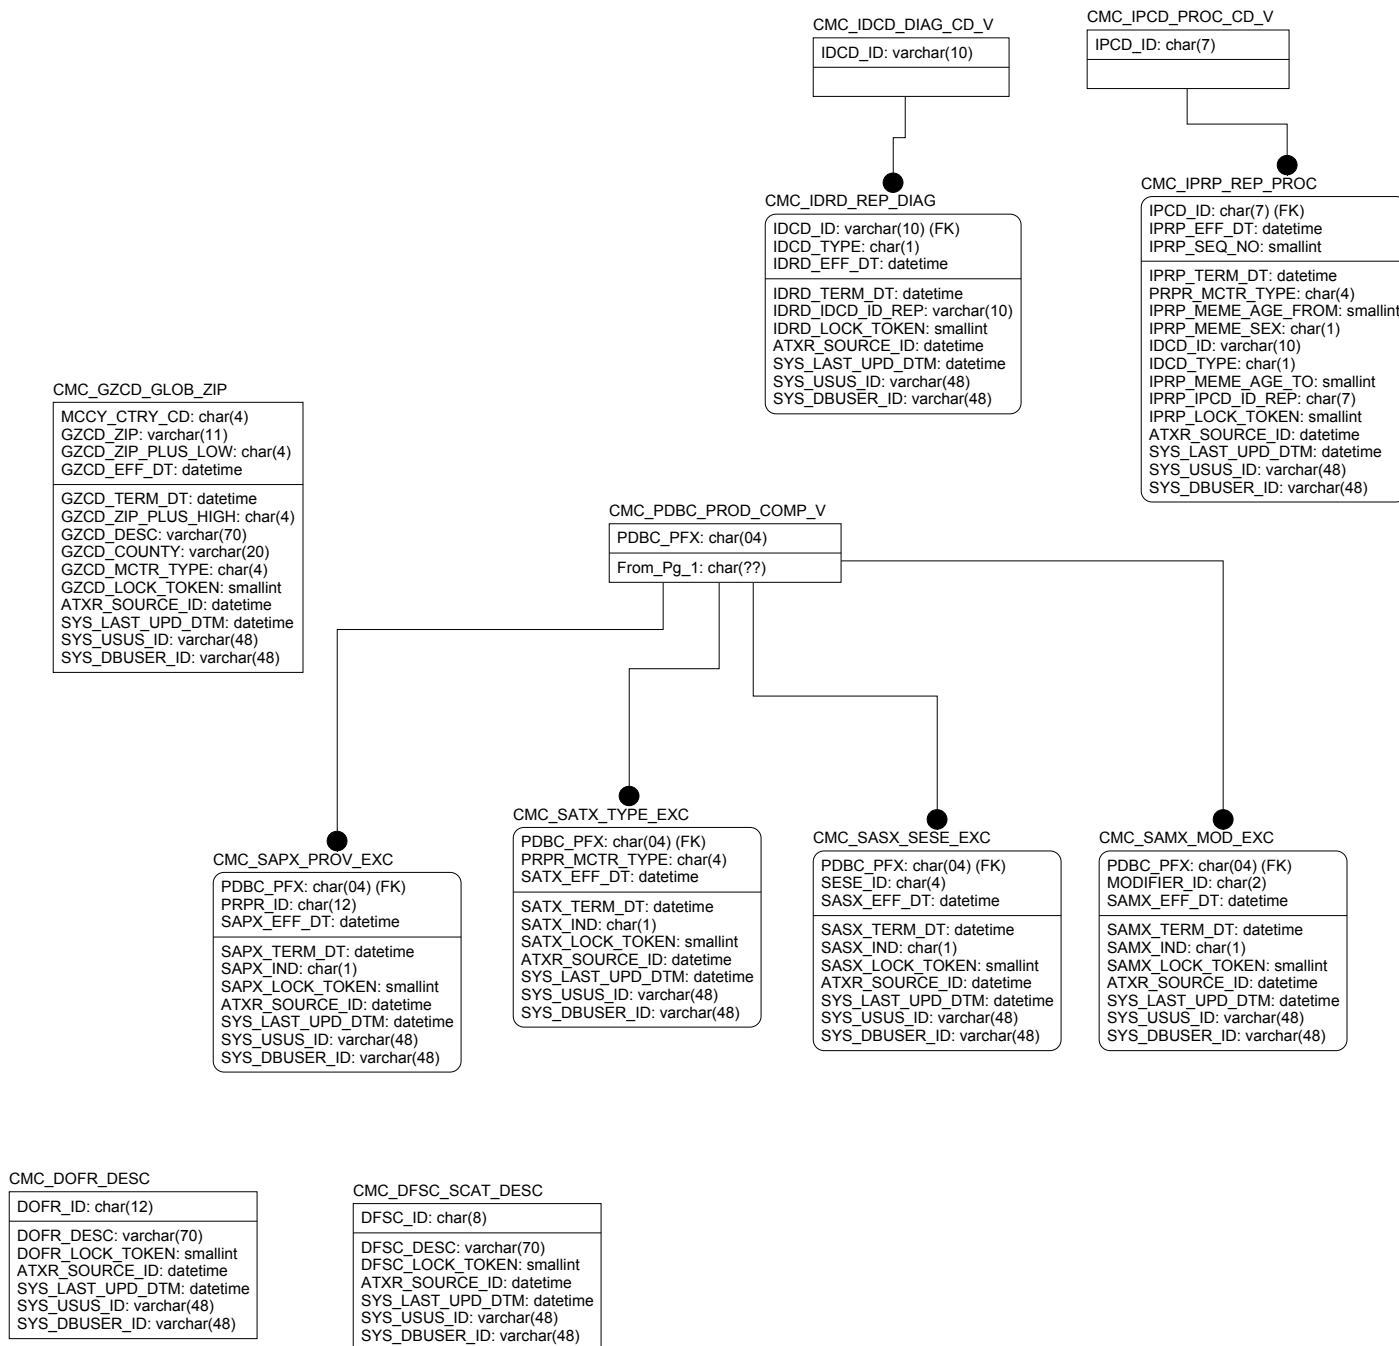 CMC_IDCD_DIAG_CD_V
IDCD_ID: varchar(10)
CMC_IPCD_PROC_CD_V
IPCD_ID: char(7)
CMC_IDRD_REP_DIAG
IDCD_ID: varchar(10) (FK)
IDCD_TYPE: char(1)
IDRD_EFF_DT: datetime
IDRD_TERM_DT: datetime
IDRD_IDCD_ID_REP: varchar(10)
IDRD_LOCK_TOKEN: smallint
ATXR_SOURCE_ID: datetime
SYS_LAST_UPD_DTM: datetime
SYS_USUS_ID: varchar(48)
SYS_DBUSER_ID: varchar(48)
CMC_IPRP_REP_PROC
IPCD_ID: char(7) (FK)
IPRP_EFF_DT: datetime
IPRP_SEQ_NO: smallint
IPRP_TERM_DT: datetime
PRPR_MCTR_TYPE: char(4)
IPRP_MEME_AGE_FROM: smallint
IPRP_MEME_SEX: char(1)
IDCD_ID: varchar(10)
IDCD_TYPE: char(1)
IPRP_MEME_AGE_TO: smallint
IPRP_IPCD_ID_REP: char(7)
IPRP_LOCK_TOKEN: smallint
ATXR_SOURCE_ID: datetime
SYS_LAST_UPD_DTM: datetime
SYS_USUS_ID: varchar(48)
SYS_DBUSER_ID: varchar(48)
CMC_GZCD_GLOB_ZIP
MCCY_CTRY_CD: char(4)
GZCD_ZIP: varchar(11)
GZCD_ZIP_PLUS_LOW: char(4)
GZCD_EFF_DT: datetime
GZCD_TERM_DT: datetime
GZCD_ZIP_PLUS_HIGH: char(4)
GZCD_DESC: varchar(70)
GZCD_COUNTY: varchar(20)
GZCD_MCTR_TYPE: char(4)
GZCD_LOCK_TOKEN: smallint
ATXR_SOURCE_ID: datetime
SYS_LAST_UPD_DTM: datetime
SYS_USUS_ID: varchar(48)
SYS_DBUSER_ID: varchar(48)
CMC_PDBC_PROD_COMP_V
PDBC_PFX: char(04)
From_Pg_1: char(??)
CMC_SAPX_PROV_EXC
PDBC_PFX: char(04) (FK)
PRPR_ID: char(12)
SAPX_EFF_DT: datetime
SAPX_TERM_DT: datetime
SAPX_IND: char(1)
SAPX_LOCK_TOKEN: smallint
ATXR_SOURCE_ID: datetime
SYS_LAST_UPD_DTM: datetime
SYS_USUS_ID: varchar(48)
SYS_DBUSER_ID: varchar(48)
CMC_SATX_TYPE_EXC
PDBC_PFX: char(04) (FK)
PRPR_MCTR_TYPE: char(4)
SATX_EFF_DT: datetime
SATX_TERM_DT: datetime
SATX_IND: char(1)
SATX_LOCK_TOKEN: smallint
ATXR_SOURCE_ID: datetime
SYS_LAST_UPD_DTM: datetime
SYS_USUS_ID: varchar(48)
SYS_DBUSER_ID: varchar(48)
CMC_SASX_SESE_EXC
PDBC_PFX: char(04) (FK)
SESE_ID: char(4)
SASX_EFF_DT: datetime
SASX_TERM_DT: datetime
SASX_IND: char(1)
SASX_LOCK_TOKEN: smallint
ATXR_SOURCE_ID: datetime
SYS_LAST_UPD_DTM: datetime
SYS_USUS_ID: varchar(48)
SYS_DBUSER_ID: varchar(48)
CMC_SAMX_MOD_EXC
PDBC_PFX: char(04) (FK)
MODIFIER_ID: char(2)
SAMX_EFF_DT: datetime
SAMX_TERM_DT: datetime
SAMX_IND: char(1)
SAMX_LOCK_TOKEN: smallint
ATXR_SOURCE_ID: datetime
SYS_LAST_UPD_DTM: datetime
SYS_USUS_ID: varchar(48)
SYS_DBUSER_ID: varchar(48)
CMC_DOFR_DESC
DOFR_ID: char(12)
DOFR_DESC: varchar(70)
DOFR_LOCK_TOKEN: smallint
ATXR_SOURCE_ID: datetime
SYS_LAST_UPD_DTM: datetime
SYS_USUS_ID: varchar(48)
SYS_DBUSER_ID: varchar(48)
CMC_DFSC_SCAT_DESC
DFSC_ID: char(8)
DFSC_DESC: varchar(70)
DFSC_LOCK_TOKEN: smallint
ATXR_SOURCE_ID: datetime
SYS_LAST_UPD_DTM: datetime
SYS_USUS_ID: varchar(48)
SYS_DBUSER_ID: varchar(48)